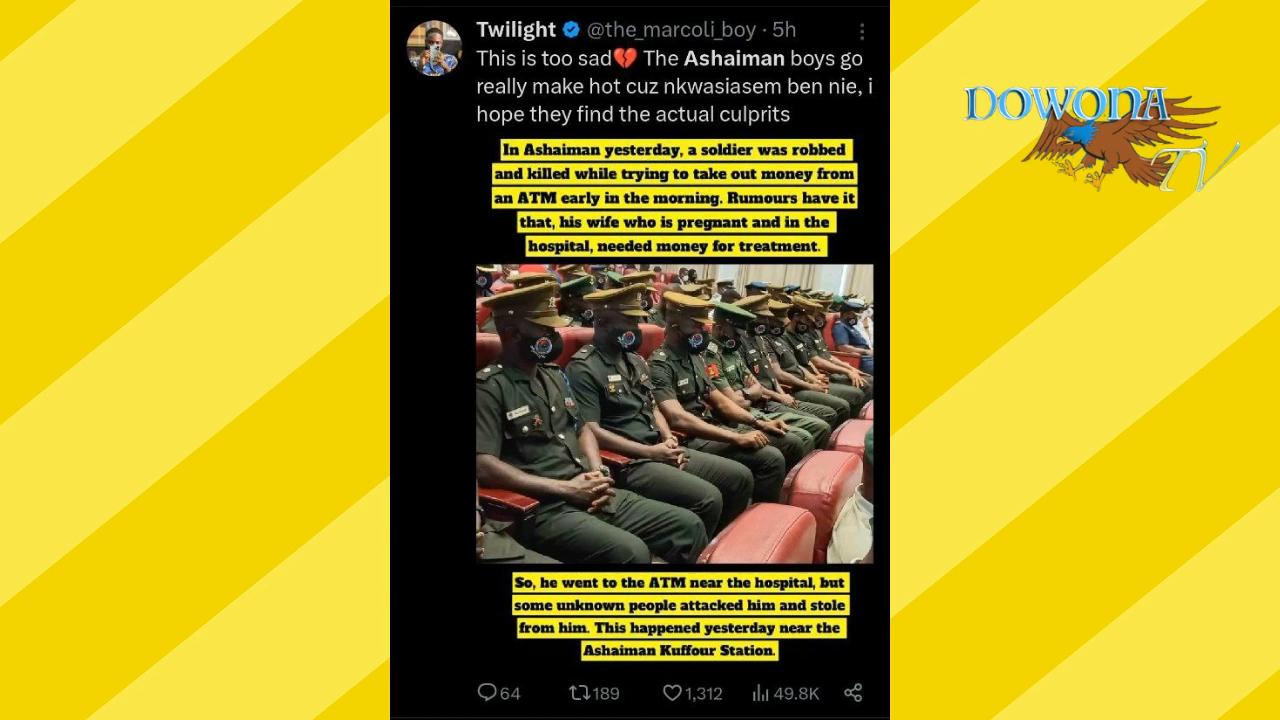 Twilight @the_marcoli_boy · 5h
This is too sad💔 The Ashaiman boys go
really make hot cuz nkwasiasem ben nie, i
hope they find the actual culprits
DOWONA
TV
In Ashaiman yesterday, a soldier was robbed
and killed while trying to take out money from
an ATM early in the morning. Rumours have it
that, his wife who is pregnant and in the
hospital, needed money for treatment.
So, he went to the ATM near the hospital, but
some unknown people attacked him and stole
from him. This happened yesterday near the
Ashaiman Kuffour Station.
64 189 1,312 49.8K